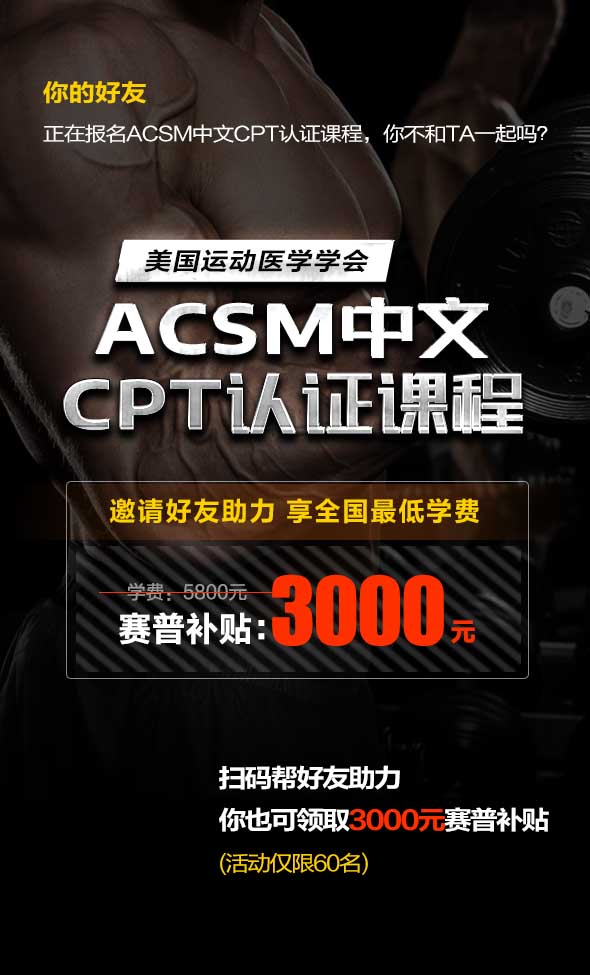 你的好友
正在报名ACSM中文CPT认证课程，你不和TA一起吗?
美国运动医学学会
ACSM中文
CPT认证课程
邀请好友助力 享全国最低学费
学费：5800元
赛普补贴：3000元
扫码帮好友助力
你也可领取3000元赛普补贴
(活动仅限60名)